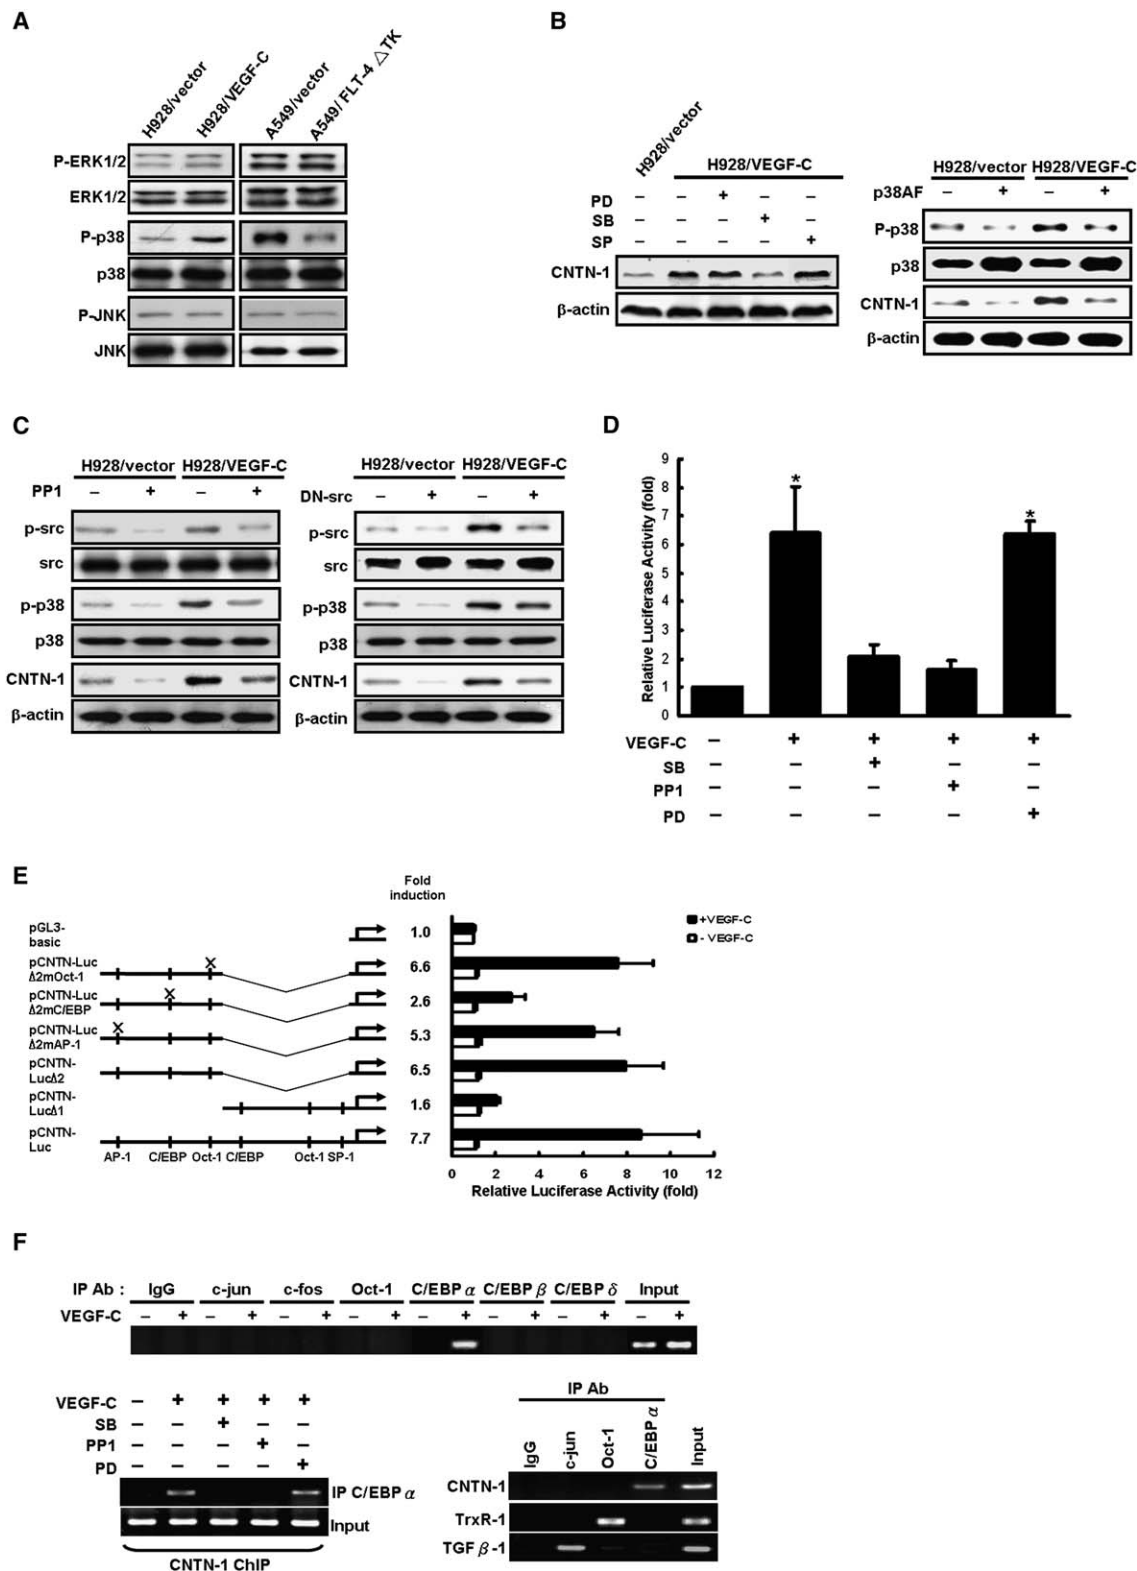 A
H928/vector
H928/VEGF-C
A549/vector
A549/ FLT-4 △TK
P-ERK1/2
ERK1/2
P-p38
p38
P-JNK
JNK
B
H928/vector
H928/VEGF-C
PD – – + – –
SB – – – + –
SP – – – – +
CNTN-1
β-actin
H928/vector H928/VEGF-C
p38AF – + – +
P-p38
p38
CNTN-1
β-actin
C
H928/vector H928/VEGF-C
PP1 – + – +
p-src
src
p-p38
p38
CNTN-1
β-actin
H928/vector H928/VEGF-C
DN-src – + – +
p-src
src
p-p38
p38
CNTN-1
β-actin
D
Relative Luciferase Activity (fold)
9
8
7
6
5
4
3
2
1
0
* *
VEGF-C – + + + +
SB – – + – –
PP1 – – – + –
PD – – – – +
E
Fold
induction
pGL3-
basic
1.0
pCNTN-Luc
Δ2mOct-1
X
6.6
pCNTN-Luc
Δ2mC/EBP
X
2.6
pCNTN-Luc
Δ2mAP-1
X
5.3
pCNTN-
LucΔ2
6.5
pCNTN-
LucΔ1
1.6
pCNTN-
Luc
7.7
AP-1 C/EBP Oct-1 C/EBP Oct-1 SP-1
+VEGF-C
- VEGF-C
0 2 4 6 8 10 12
Relative Luciferase Activity (fold)
F
IP Ab : IgG c-jun c-fos Oct-1 C/EBP α C/EBP β C/EBP δ Input
VEGF-C – + – + – + – + – + – + – + – +
VEGF-C – + + + +
SB – – + – –
PP1 – – – + –
PD – – – – +
IP C/EBP α
Input
CNTN-1 ChIP
IP Ab
IgG
c-jun
Oct-1
C/EBP α
Input
CNTN-1
TrxR-1
TGF β-1